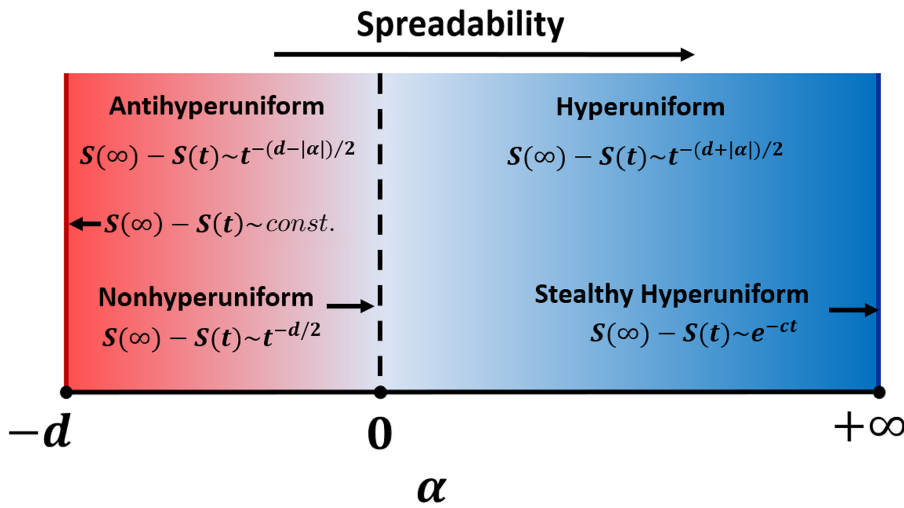 Spreadability
Antihyperuniform
S(∞) − S(t)~t^{−(d−|α|)/2}
S(∞) − S(t)~const.
Nonhyperuniform
S(∞) − S(t)~t^{−d/2}
Hyperuniform
S(∞) − S(t)~t^{−(d+|α|)/2}
Stealthy Hyperuniform
S(∞) − S(t)~e^{−ct}
−d
0
+∞
α